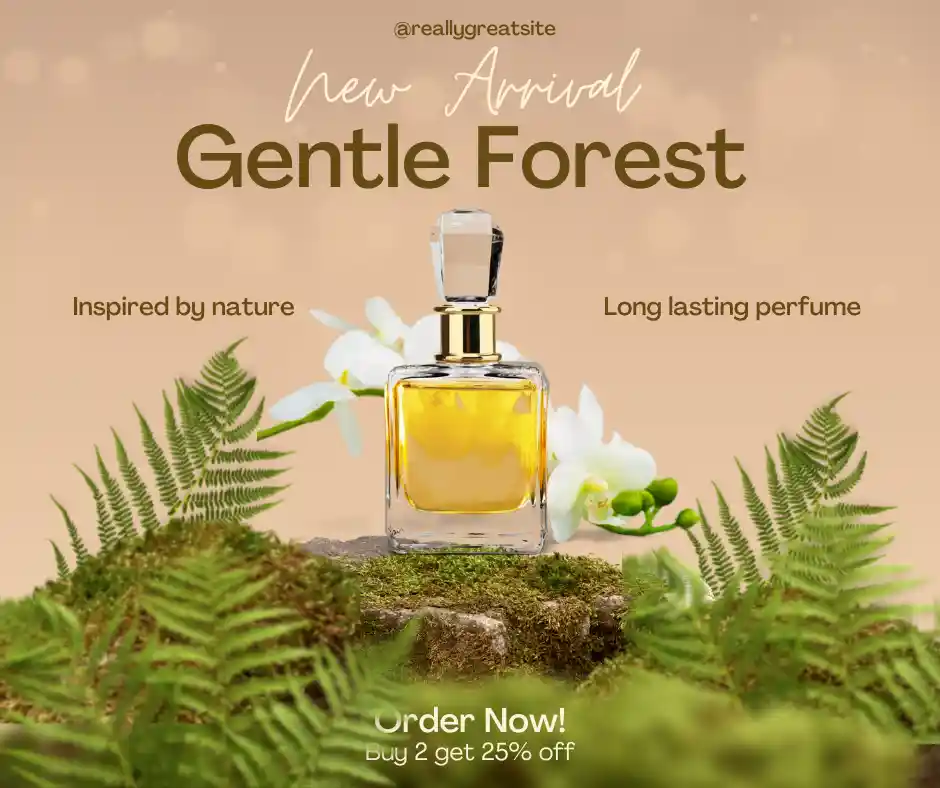 @reallygreatsite
New Arrival
Gentle Forest
Inspired by nature
Long lasting perfume
Order Now!
Buy 2 get 25% off